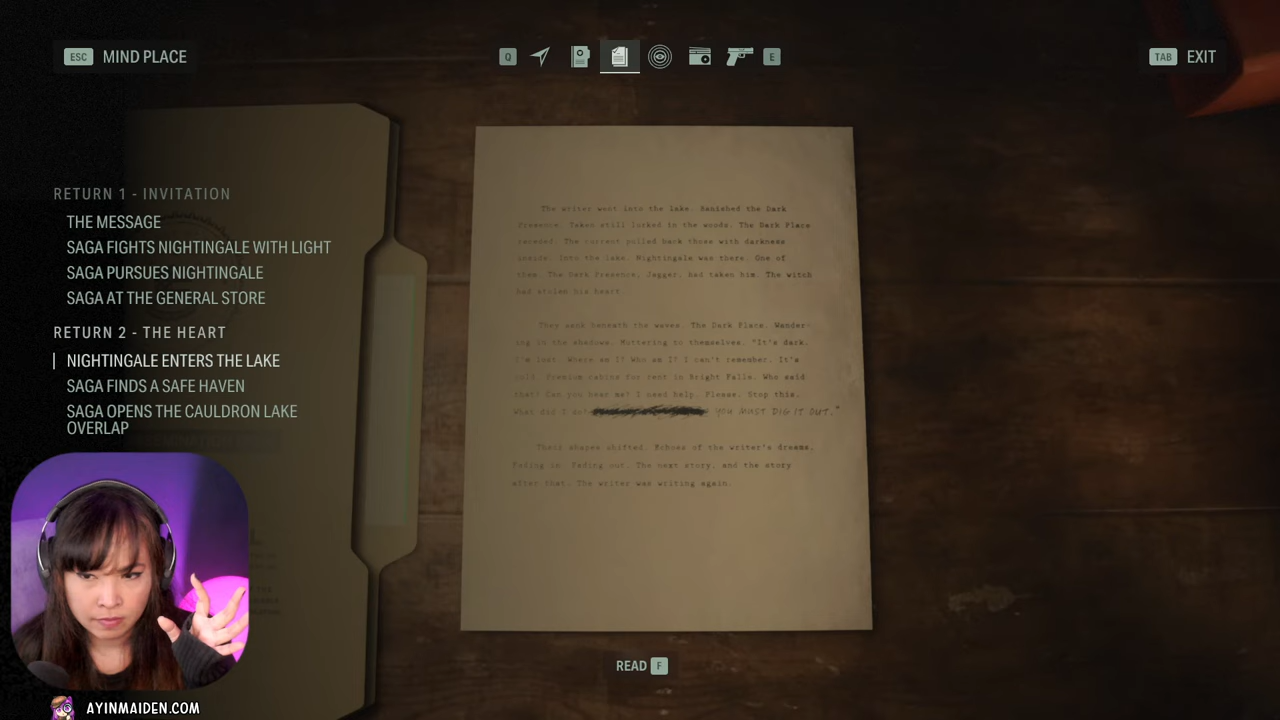 ESC MIND PLACE
Q
E
TAB EXIT
RETURN 1 - INVITATION
THE MESSAGE
SAGA FIGHTS NIGHTINGALE WITH LIGHT
SAGA PURSUES NIGHTINGALE
SAGA AT THE GENERAL STORE
RETURN 2 - THE HEART
NIGHTINGALE ENTERS THE LAKE
SAGA FINDS A SAFE HAVEN
SAGA OPENS THE CAULDRON LAKE
OVERLAP
The writer went into the lake. Banished the Dark
Presence. Taken still lurked in the woods. The Dark Place
receded. The current pulled back those with darkness
inside. Into the lake. Nightingale was there. One of
them. The Dark Presence, Jagger, had taken him. The witch
had stolen his heart.
They sank beneath the waves. The Dark Place. Wander-
ing in the shadows. Muttering to themselves. "It's dark.
I'm lost. Where am I? Who am I? I can't remember. It's
cold. Premium cabins for rent in Bright Falls. Who said
that? Can you hear me? I need help. Please. Stop this.
What did I do? YOU MUST DIG IT OUT."
Their shapes shifted. Echoes of the writer's dreams.
Fading in. Fading out. The next story, and the story
after that. The writer was writing again.
READ F
AYINMAIDEN.COM